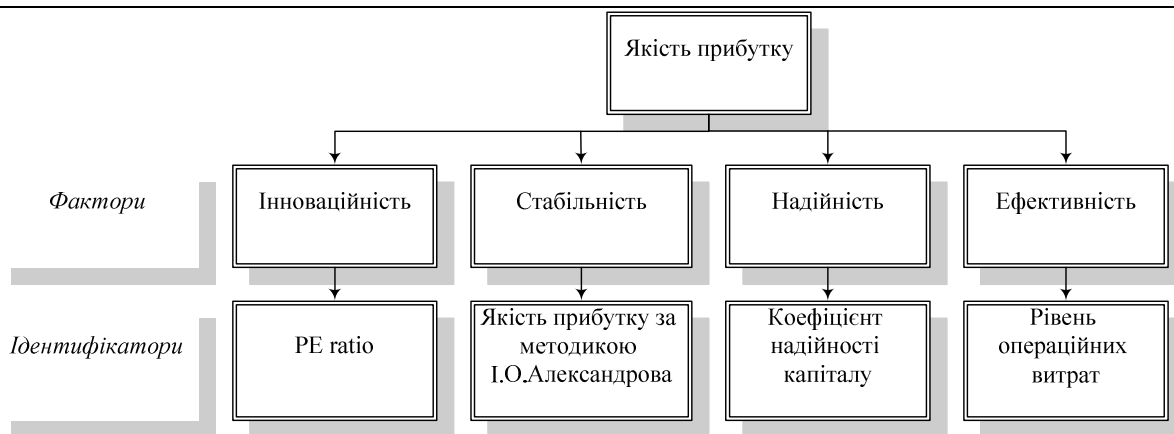 Якість прибутку
Фактори
Інноваційність
Стабільність
Надійність
Ефективність
Ідентифікатори
PE ratio
Якість прибутку за
методикою
І.О.Александрова
Коефіцієнт
надійності
капіталу
Рівень
операційних
витрат